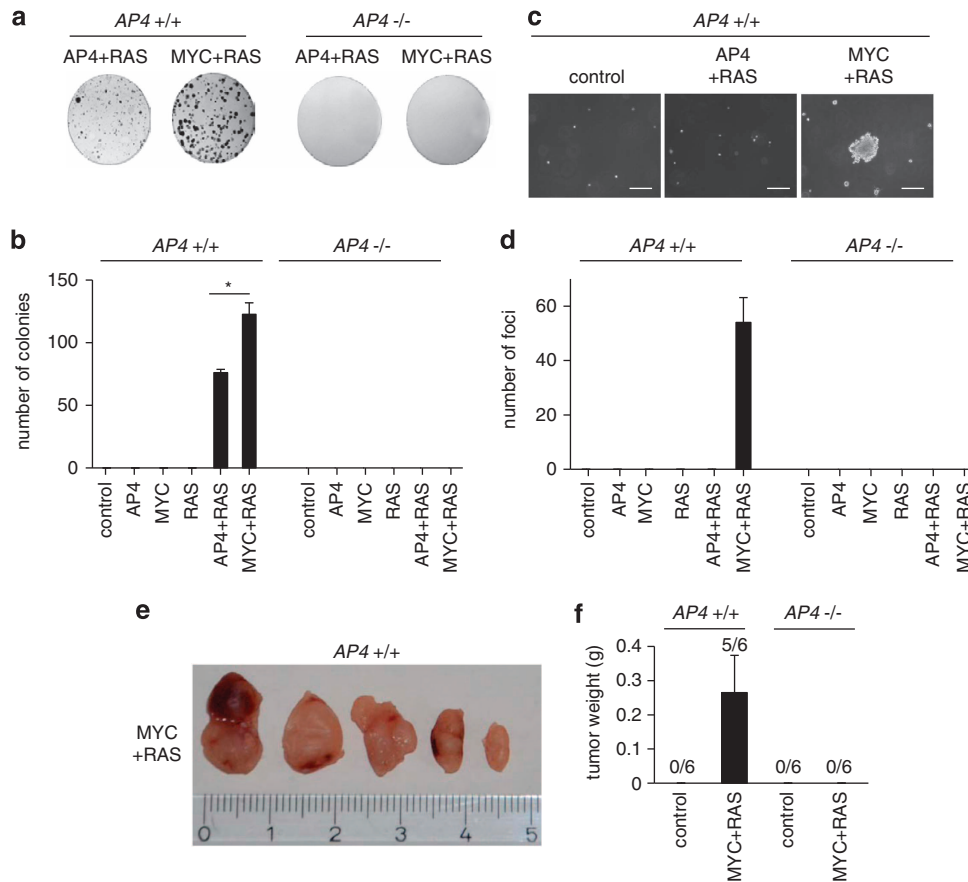 a
AP4 +/+
AP4 -/-
AP4+RAS
MYC+RAS
AP4+RAS
MYC+RAS
c
AP4 +/+
control
AP4
+RAS
MYC
+RAS
b
AP4 +/+
AP4 -/-
number of colonies
150
100
50
0
*
control
AP4
MYC
RAS
AP4+RAS
MYC+RAS
control
AP4
MYC
RAS
AP4+RAS
MYC+RAS
d
AP4 +/+
AP4 -/-
number of foci
60
40
20
0
control
AP4
MYC
RAS
AP4+RAS
MYC+RAS
control
AP4
MYC
RAS
AP4+RAS
MYC+RAS
e
AP4 +/+
MYC
+RAS
0 1 2 3 4 5
f
AP4 +/+
AP4 -/-
tumor weight (g)
0.4
0.3
0.2
0.1
0
0/6
5/6
0/6
0/6
control
MYC+RAS
control
MYC+RAS